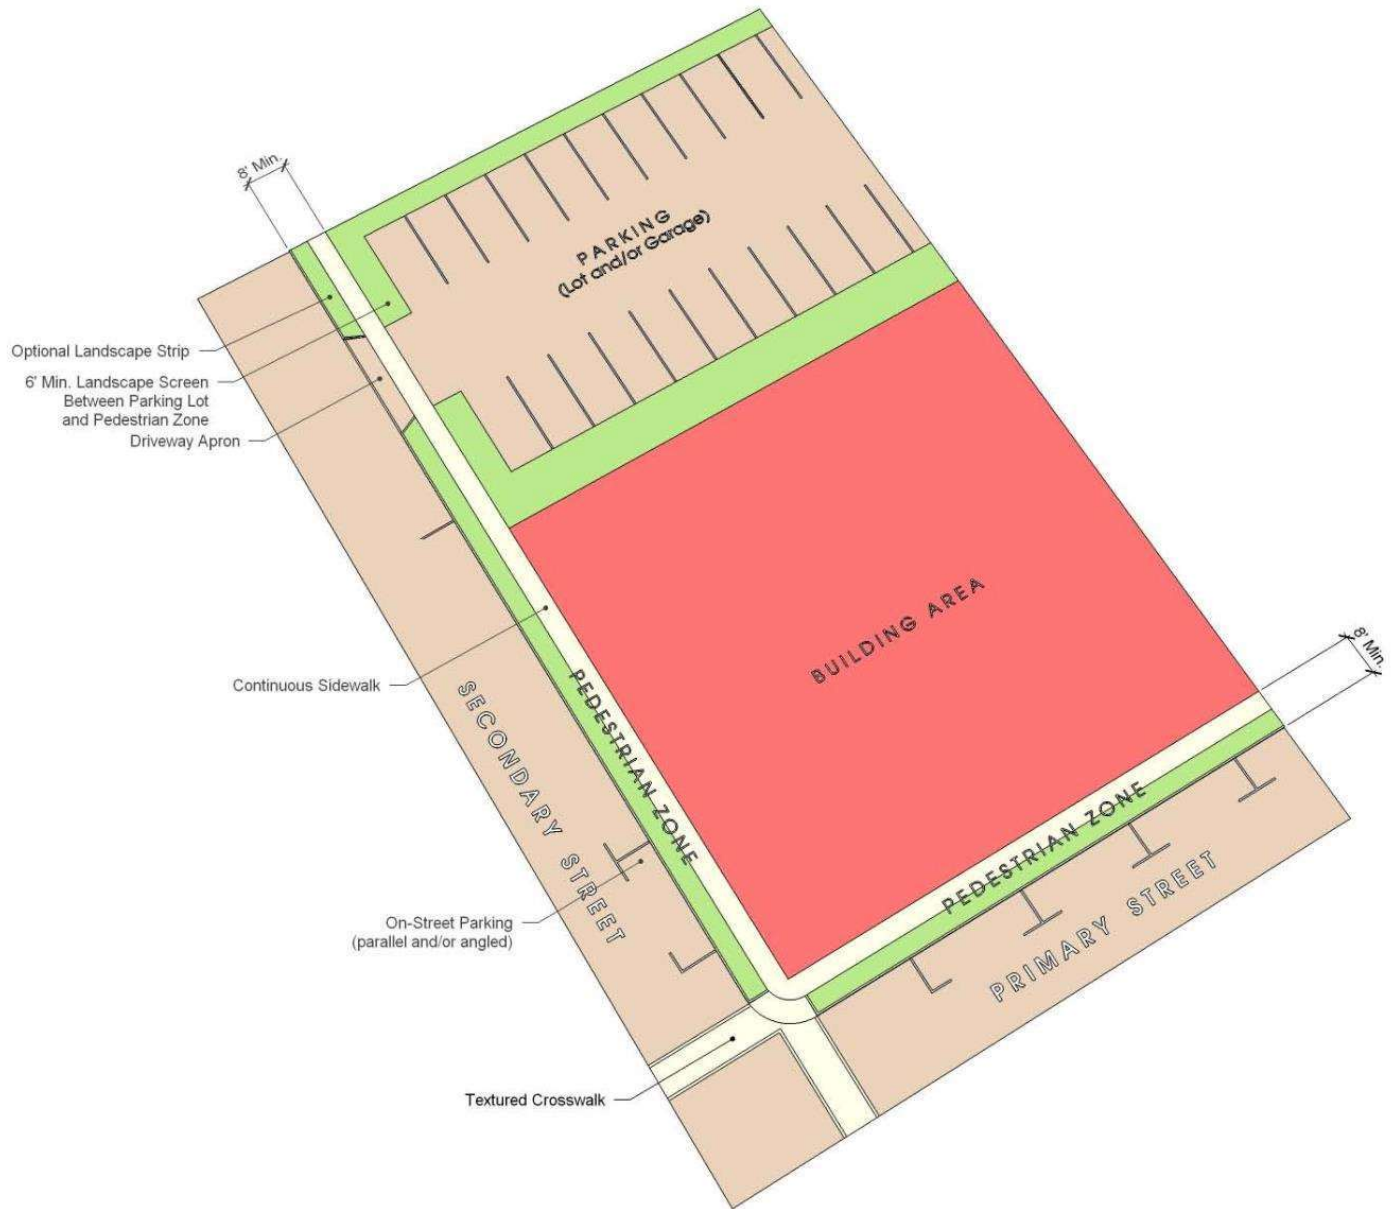 8' Min.
PARKING
(Lot and/or Garage)
Optional Landscape Strip
6' Min. Landscape Screen
Between Parking Lot
and Pedestrian Zone
Driveway Apron
BUILDING AREA
8' Min.
Continuous Sidewalk
SECONDARY STREET
PEDESTRIAN ZONE
PEDESTRIAN ZONE
PRIMARY STREET
On-Street Parking
(parallel and/or angled)
Textured Crosswalk